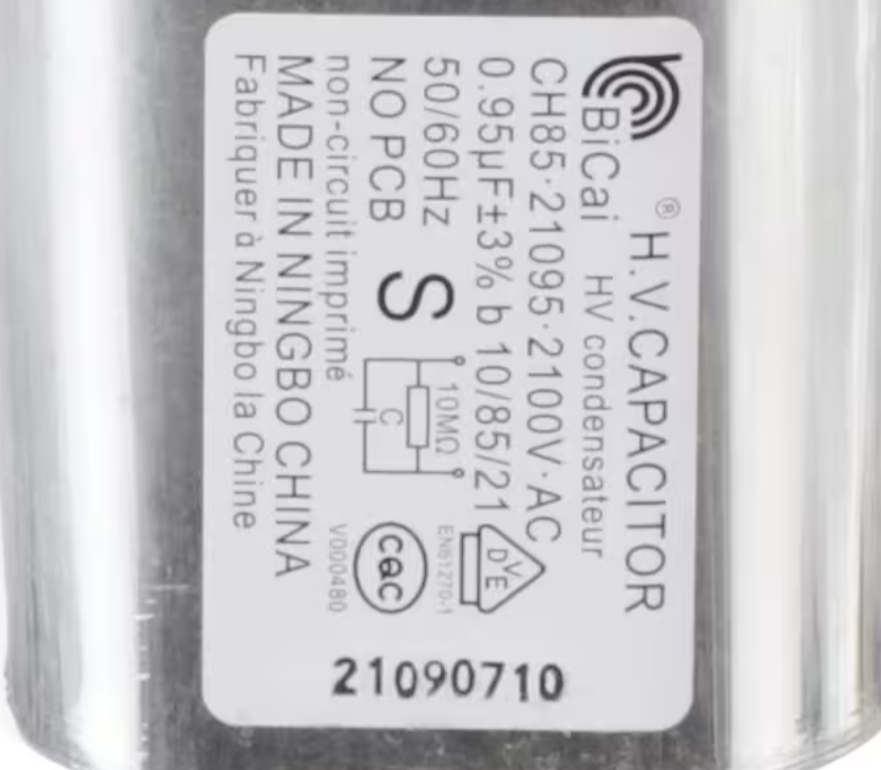 ® H.V.CAPACITOR
BiCai HV condensateur
CH85·21095·2100V·AC
0.95μF±3% b 10/85/21
50/60Hz
NO PCB
S
10MΩ
C
DVE
EN61270-1
CQC
V000480
non-circuit imprimé
MADE IN NINGBO CHINA
Fabriquer à Ningbo la Chine
21090710